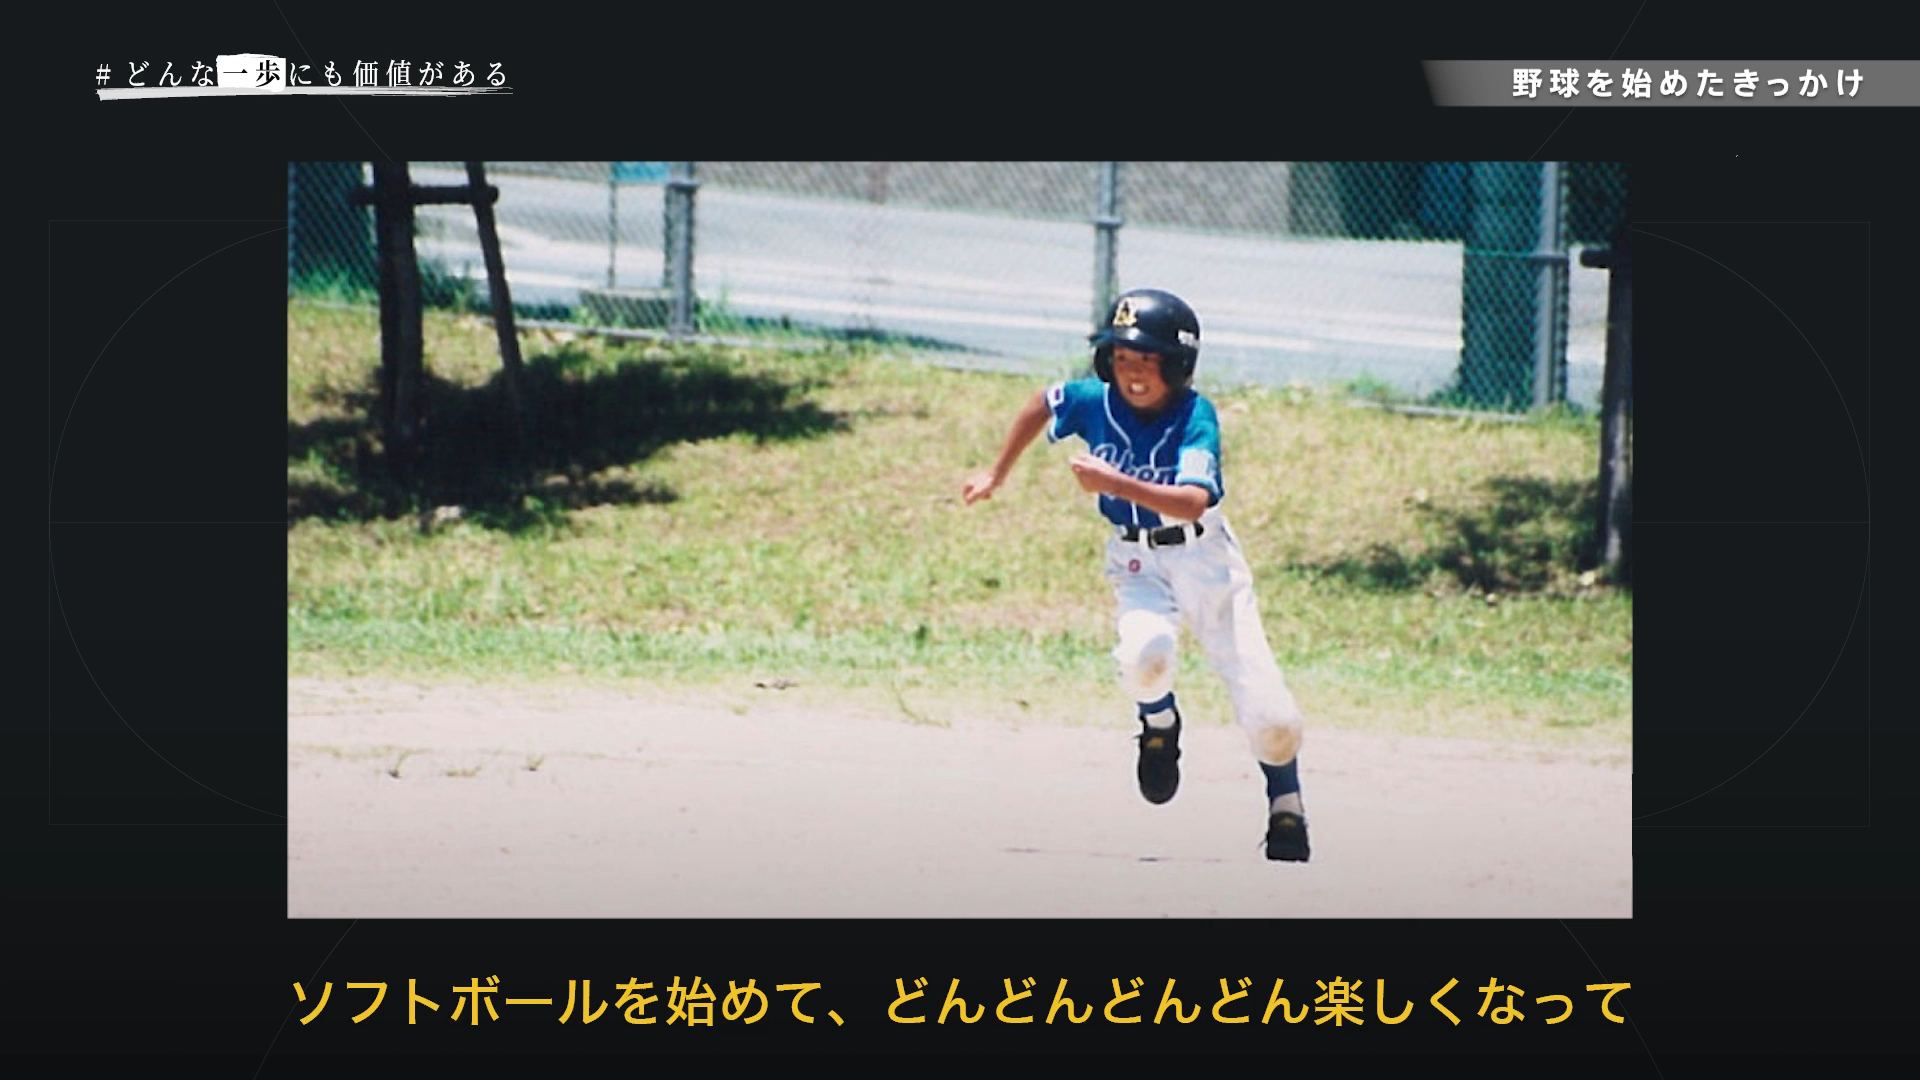 # どんな一歩にも価値がある
野球を始めたきっかけ
ソフトボールを始めて、どんどんどんどん楽しくなって